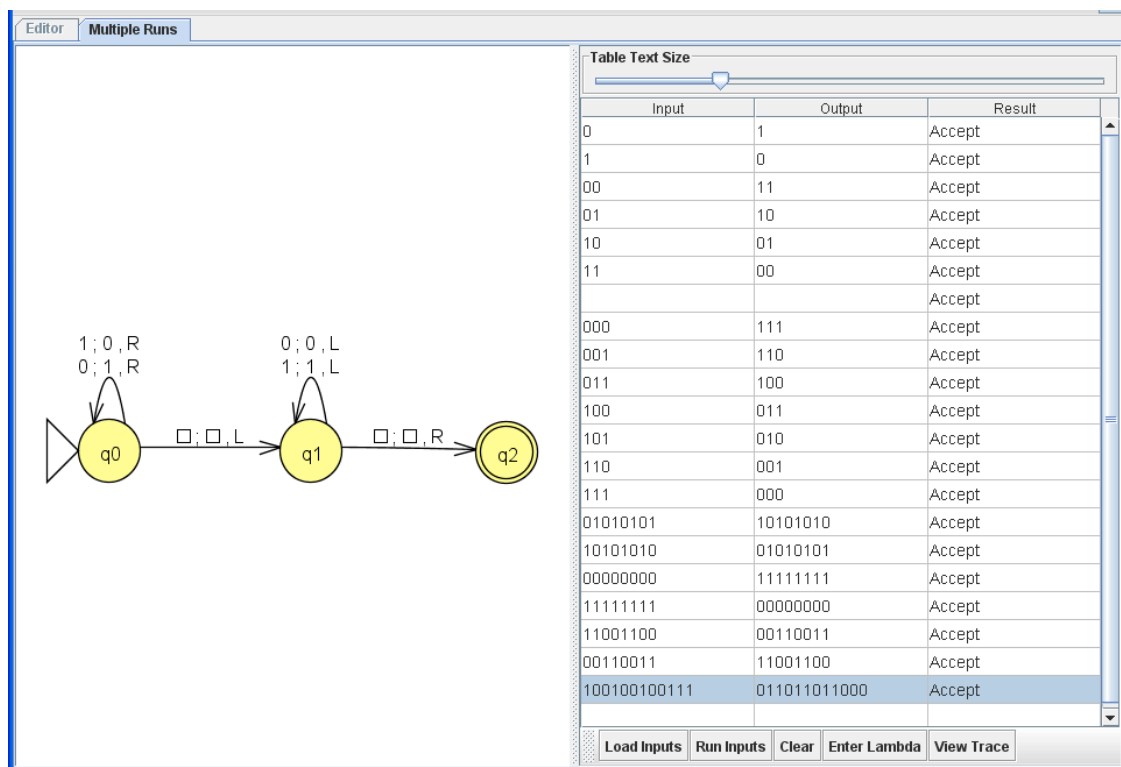 Editor Multiple Runs
Table Text Size
Input Output Result
0 1 Accept
1 0 Accept
00 11 Accept
01 10 Accept
10 01 Accept
11 00 Accept
Accept
000 111 Accept
001 110 Accept
011 100 Accept
100 011 Accept
101 010 Accept
110 001 Accept
111 000 Accept
01010101 10101010 Accept
10101010 01010101 Accept
00000000 11111111 Accept
11111111 00000000 Accept
11001100 00110011 Accept
00110011 11001100 Accept
100100100111 011011011000 Accept
Load Inputs Run Inputs Clear Enter Lambda View Trace
1 ; 0 , R
0 ; 1 , R
0 ; 0 , L
1 ; 1 , L
□ ; □ , L
□ ; □ , R
q0
q1
q2